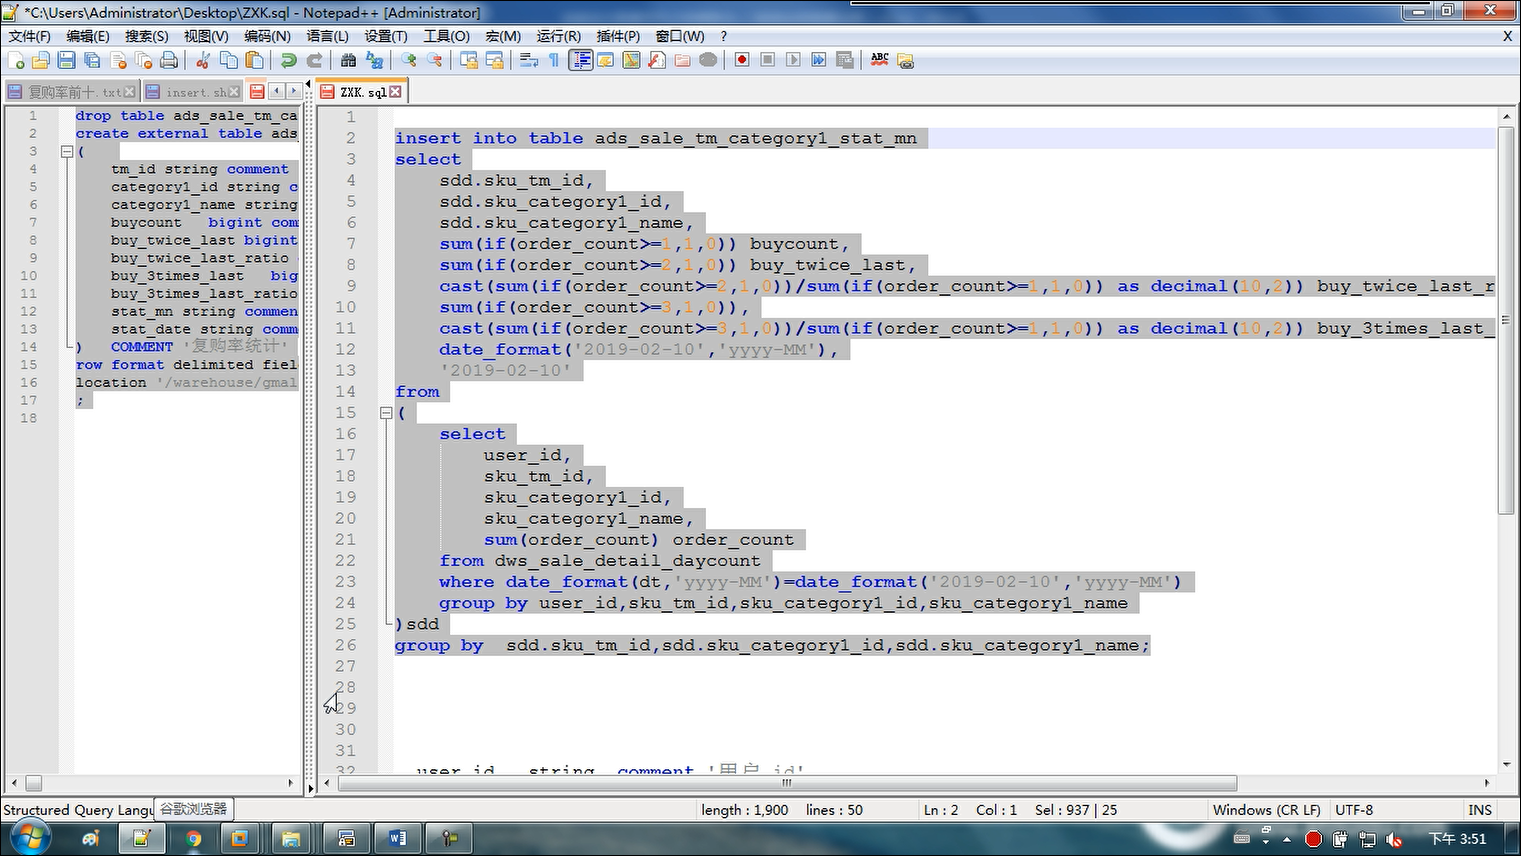 *C:\Users\Administrator\Desktop\ZXK.sql - Notepad++ [Administrator]
文件(F) 编辑(E) 搜索(S) 视图(V) 编码(N) 语言(L) 设置(T) 工具(O) 宏(M) 运行(R) 插件(P) 窗口(W) ? X
复购率前十.txt insert.sh ZXK.sql
1 drop table ads_sale_tm_ca
2 create external table ads
3 (
4 tm_id string comment
5 category1_id string c
6 category1_name string
7 buycount bigint com
8 buy_twice_last bigint
9 buy_twice_last_ratio
10 buy_3times_last big
11 buy_3times_last_ratio
12 stat_mn string commen
13 stat_date string comm
14 ) COMMENT '复购率统计'
15 row format delimited fiel
16 location '/warehouse/gmal
17 ;
18
1
2 insert into table ads_sale_tm_category1_stat_mn
3 select
4 sdd.sku_tm_id,
5 sdd.sku_category1_id,
6 sdd.sku_category1_name,
7 sum(if(order_count>=1,1,0)) buycount,
8 sum(if(order_count>=2,1,0)) buy_twice_last,
9 cast(sum(if(order_count>=2,1,0))/sum(if(order_count>=1,1,0)) as decimal(10,2)) buy_twice_last_r
10 sum(if(order_count>=3,1,0)),
11 cast(sum(if(order_count>=3,1,0))/sum(if(order_count>=1,1,0)) as decimal(10,2)) buy_3times_last_
12 date_format('2019-02-10','yyyy-MM'),
13 '2019-02-10'
14 from
15 (
16 select
17 user_id,
18 sku_tm_id,
19 sku_category1_id,
20 sku_category1_name,
21 sum(order_count) order_count
22 from dws_sale_detail_daycount
23 where date_format(dt,'yyyy-MM')=date_format('2019-02-10','yyyy-MM')
24 group by user_id,sku_tm_id,sku_category1_id,sku_category1_name
25 )sdd
26 group by sdd.sku_tm_id,sdd.sku_category1_id,sdd.sku_category1_name;
27
28
29
30
31
32 user_id string comment '用户 id'
Structured Query Langu 谷歌浏览器 length : 1,900 lines : 50 Ln : 2 Col : 1 Sel : 937 | 25 Windows (CR LF) UTF-8 INS
下午 3:51